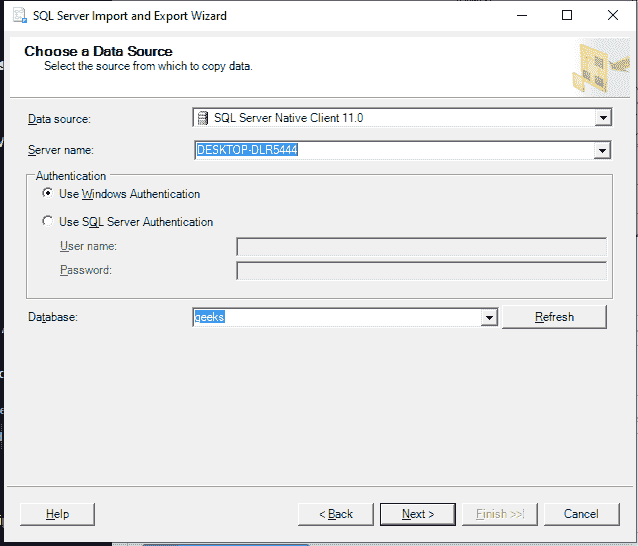 SQL Server Import and Export Wizard
Choose a Data Source
Select the source from which to copy data.
Data source:
SQL Server Native Client 11.0
Server name:
DESKTOP-DLR5444
Authentication
Use Windows Authentication
Use SQL Server Authentication
User name:
Password:
Database:
geeks
Refresh
Help
< Back
Next >
Finish >>|
Cancel